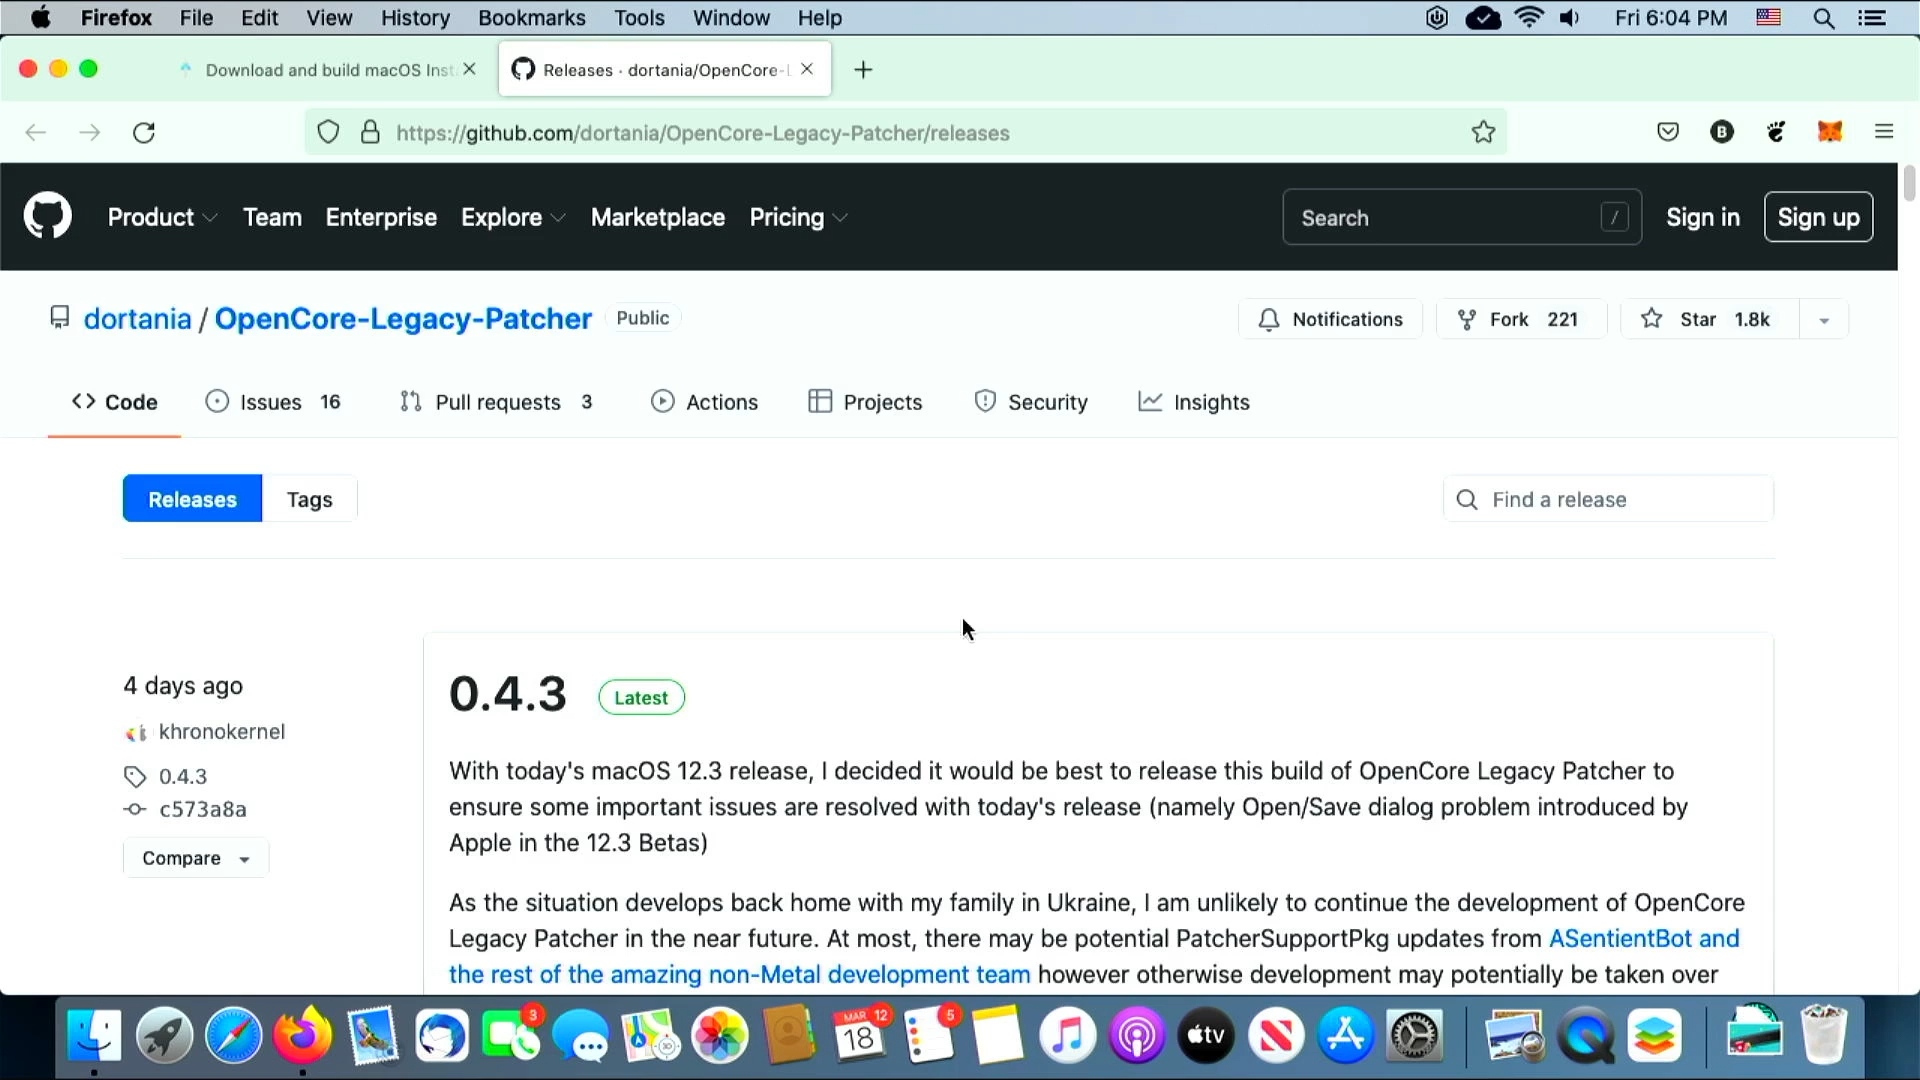 Firefox File Edit View History Bookmarks Tools Window Help Fri 6:04 PM
Download and build macOS Inst
Releases · dortania/OpenCore-L
https://github.com/dortania/OpenCore-Legacy-Patcher/releases
B
Product Team Enterprise Explore Marketplace Pricing Search / Sign in Sign up
dortania / OpenCore-Legacy-Patcher Public
Notifications Fork 221 Star 1.8k
Code Issues 16 Pull requests 3 Actions Projects Security Insights
Releases Tags
Find a release
4 days ago
khronokernel
0.4.3
c573a8a
Compare
0.4.3 Latest
With today's macOS 12.3 release, I decided it would be best to release this build of OpenCore Legacy Patcher to
ensure some important issues are resolved with today's release (namely Open/Save dialog problem introduced by
Apple in the 12.3 Betas)
As the situation develops back home with my family in Ukraine, I am unlikely to continue the development of OpenCore
Legacy Patcher in the near future. At most, there may be potential PatcherSupportPkg updates from ASentientBot and
the rest of the amazing non-Metal development team however otherwise development may potentially be taken over
3
MAR 12
18
5
tv